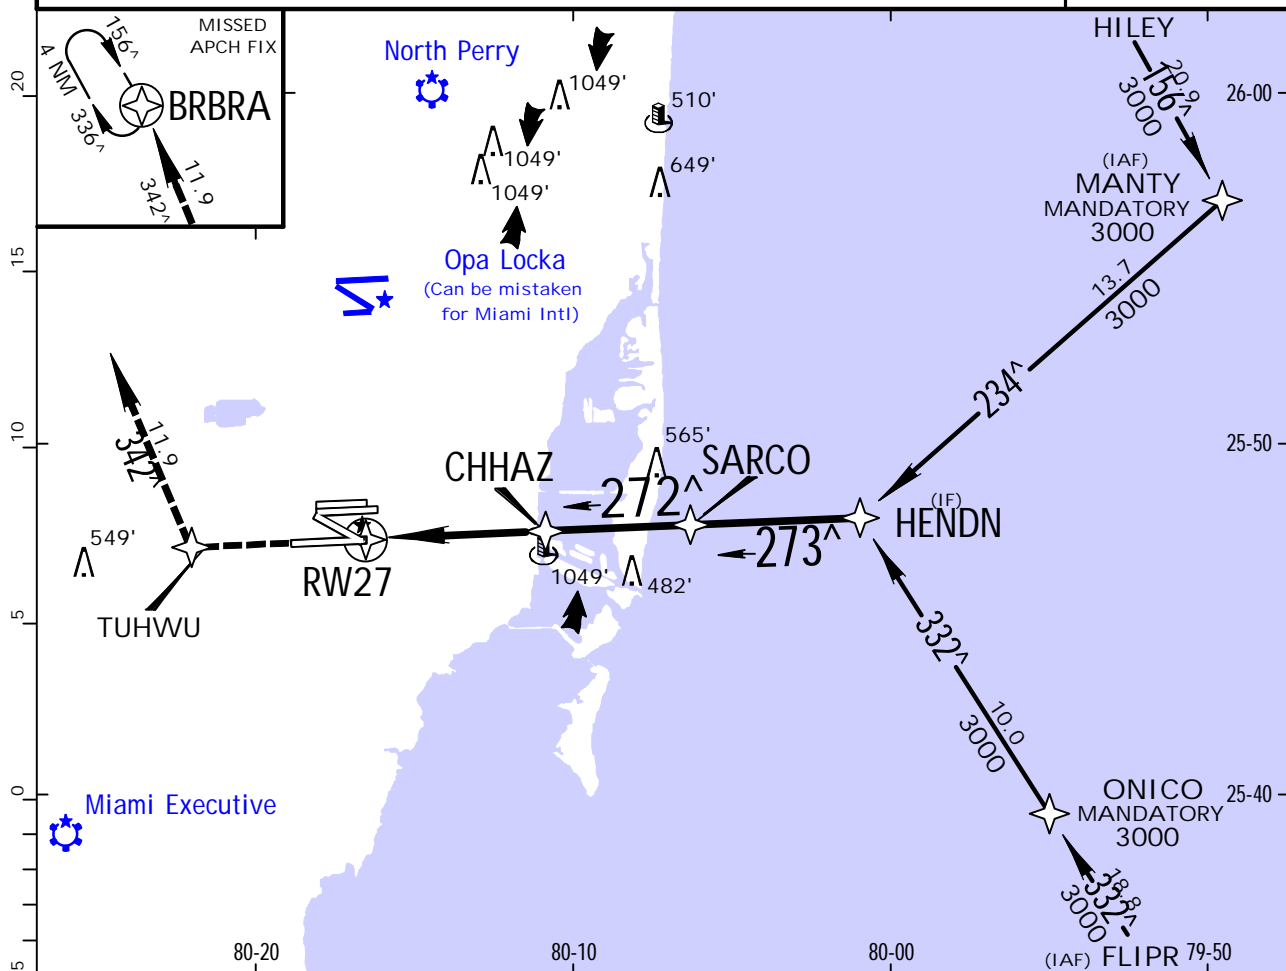 MISSED
APCH FIX
156^
4 NM
336^
BRBRA
11.9
342^
North Perry
1049'
510'
1049'
649'
1049'
HILEY
20.9
156^
3000
26-00
(IAF)
MANTY
MANDATORY
3000
Opa Locka
(Can be mistaken
for Miami Intl)
13.7
3000
234^
20
15
10
5
0
5
11.9
342^
565'
SARCO
CHHAZ
272^
25-50
(IF)
HENDN
273^
549'
RW27
1049'
482'
TUHWU
332^
10.0
3000
Miami Executive
ONICO
MANDATORY
3000
25-40
18.8
332^
3000
(IAF) FLIPR
80-20
80-10
80-00
79-50